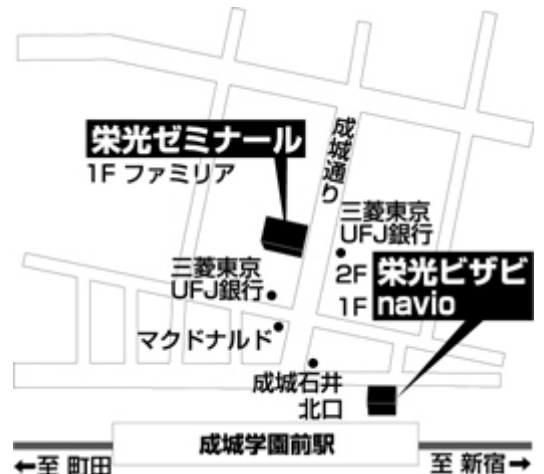 栄光ゼミナール
1F ファミリア
成城通り
三菱東京
UFJ銀行
2F 栄光ビザビ
1F navio
三菱東京
UFJ銀行
マクドナルド
成城石井
北口
成城学園前駅
←至 町田
至 新宿→